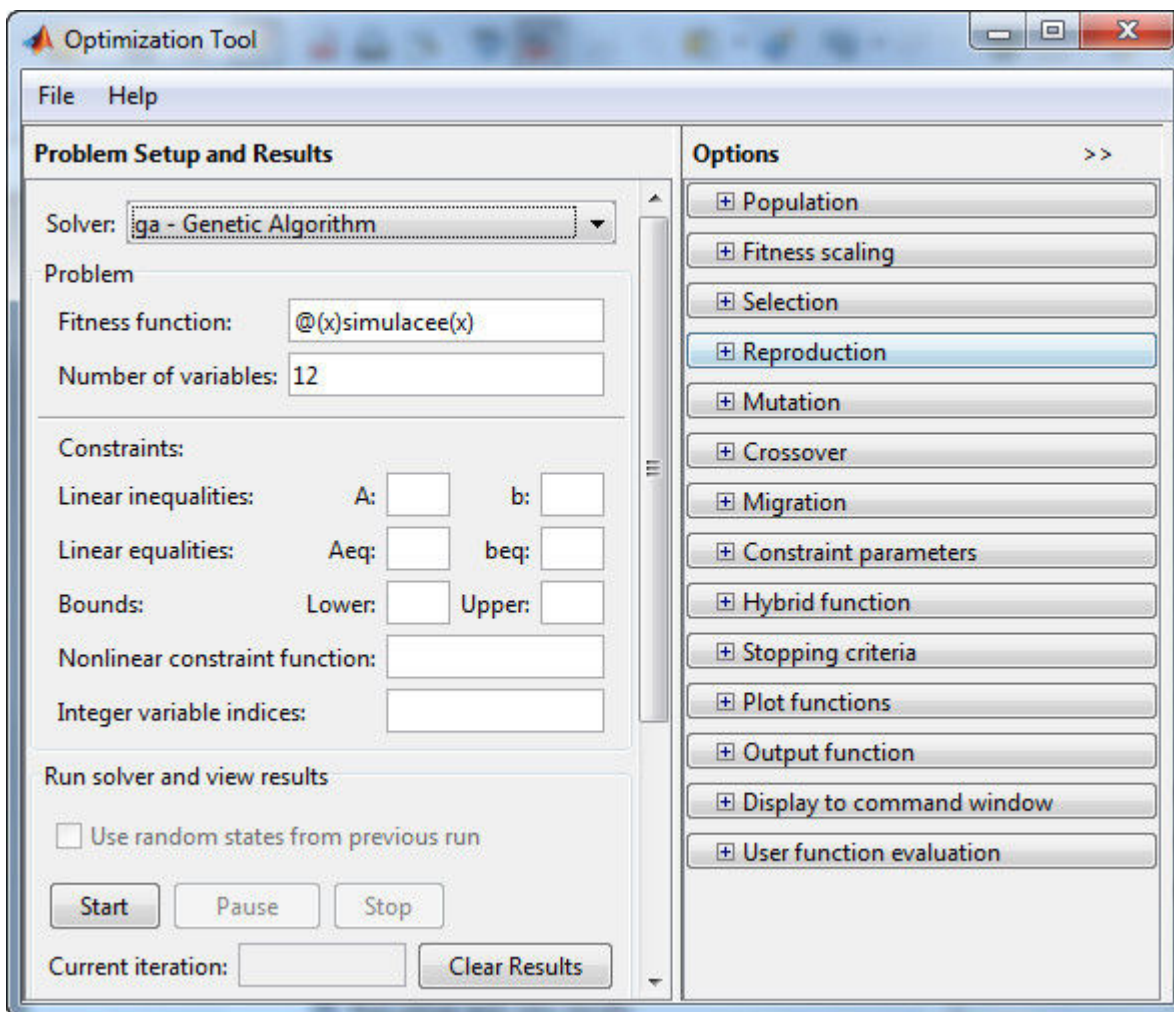 Optimization Tool
File Help
Problem Setup and Results
Solver: ga - Genetic Algorithm
Problem
Fitness function: @(x)simulacee(x)
Number of variables: 12
Constraints:
Linear inequalities: A: b:
Linear equalities: Aeq: beq:
Bounds: Lower: Upper:
Nonlinear constraint function:
Integer variable indices:
Run solver and view results
Use random states from previous run
Start Pause Stop
Current iteration: Clear Results
Options >>
Population
Fitness scaling
Selection
Reproduction
Mutation
Crossover
Migration
Constraint parameters
Hybrid function
Stopping criteria
Plot functions
Output function
Display to command window
User function evaluation